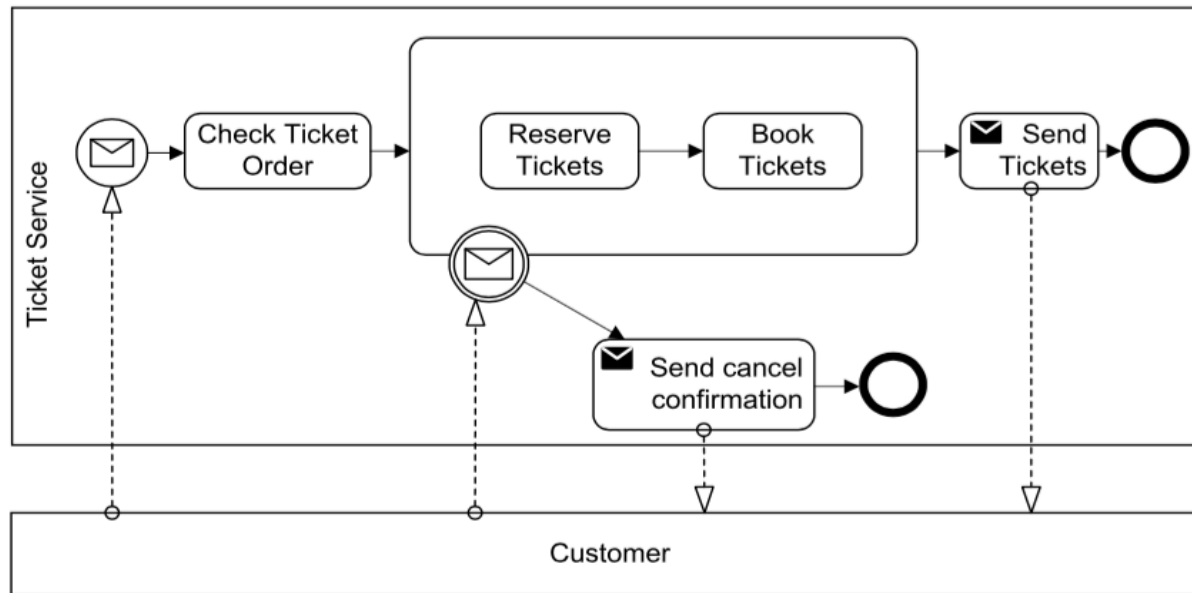 Ticket Service
Check Ticket
Order
Reserve
Tickets
Book
Tickets
Send
Tickets
Send cancel
confirmation
Customer